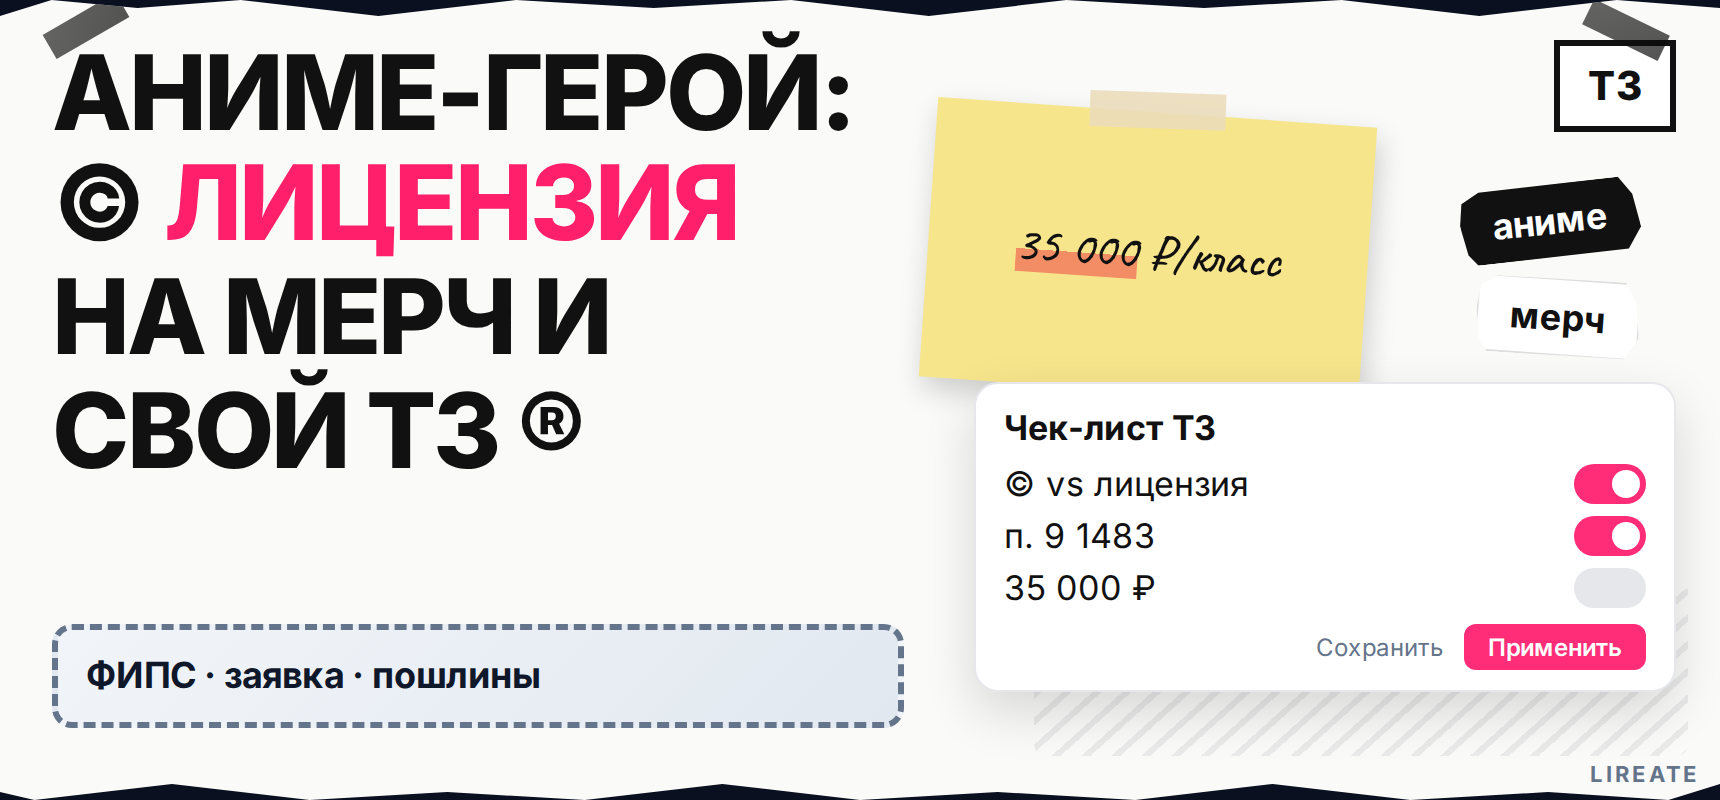 АНИМЕ-ГЕРОЙ:
© ЛИЦЕНЗИЯ
НА МЕРЧ И
СВОЙ ТЗ ®
ФИПС · заявка · пошлины
35 000 ₽/класс
ТЗ
аниме
мерч
Чек-лист ТЗ
© vs лицензия
п. 9 1483
35 000 ₽
Сохранить Применить
LIREATE